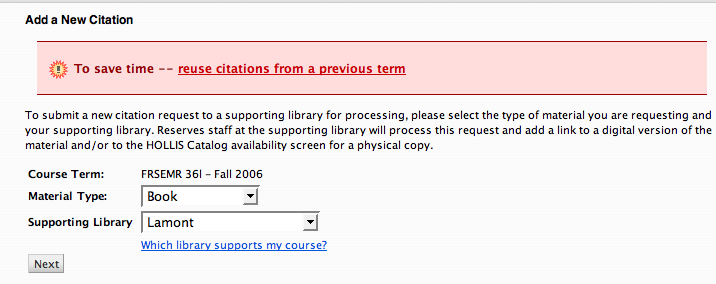 Add a New Citation
To save time -- reuse citations from a previous term
To submit a new citation request to a supporting library for processing, please select the type of material you are requesting and
your supporting library. Reserves staff at the supporting library will process this request and add a link to a digital version of the
material and/or to the HOLLIS Catalog availability screen for a physical copy.
Course Term: FRSEMR 36l - Fall 2006
Material Type: Book
Supporting Library Lamont
Which library supports my course?
Next